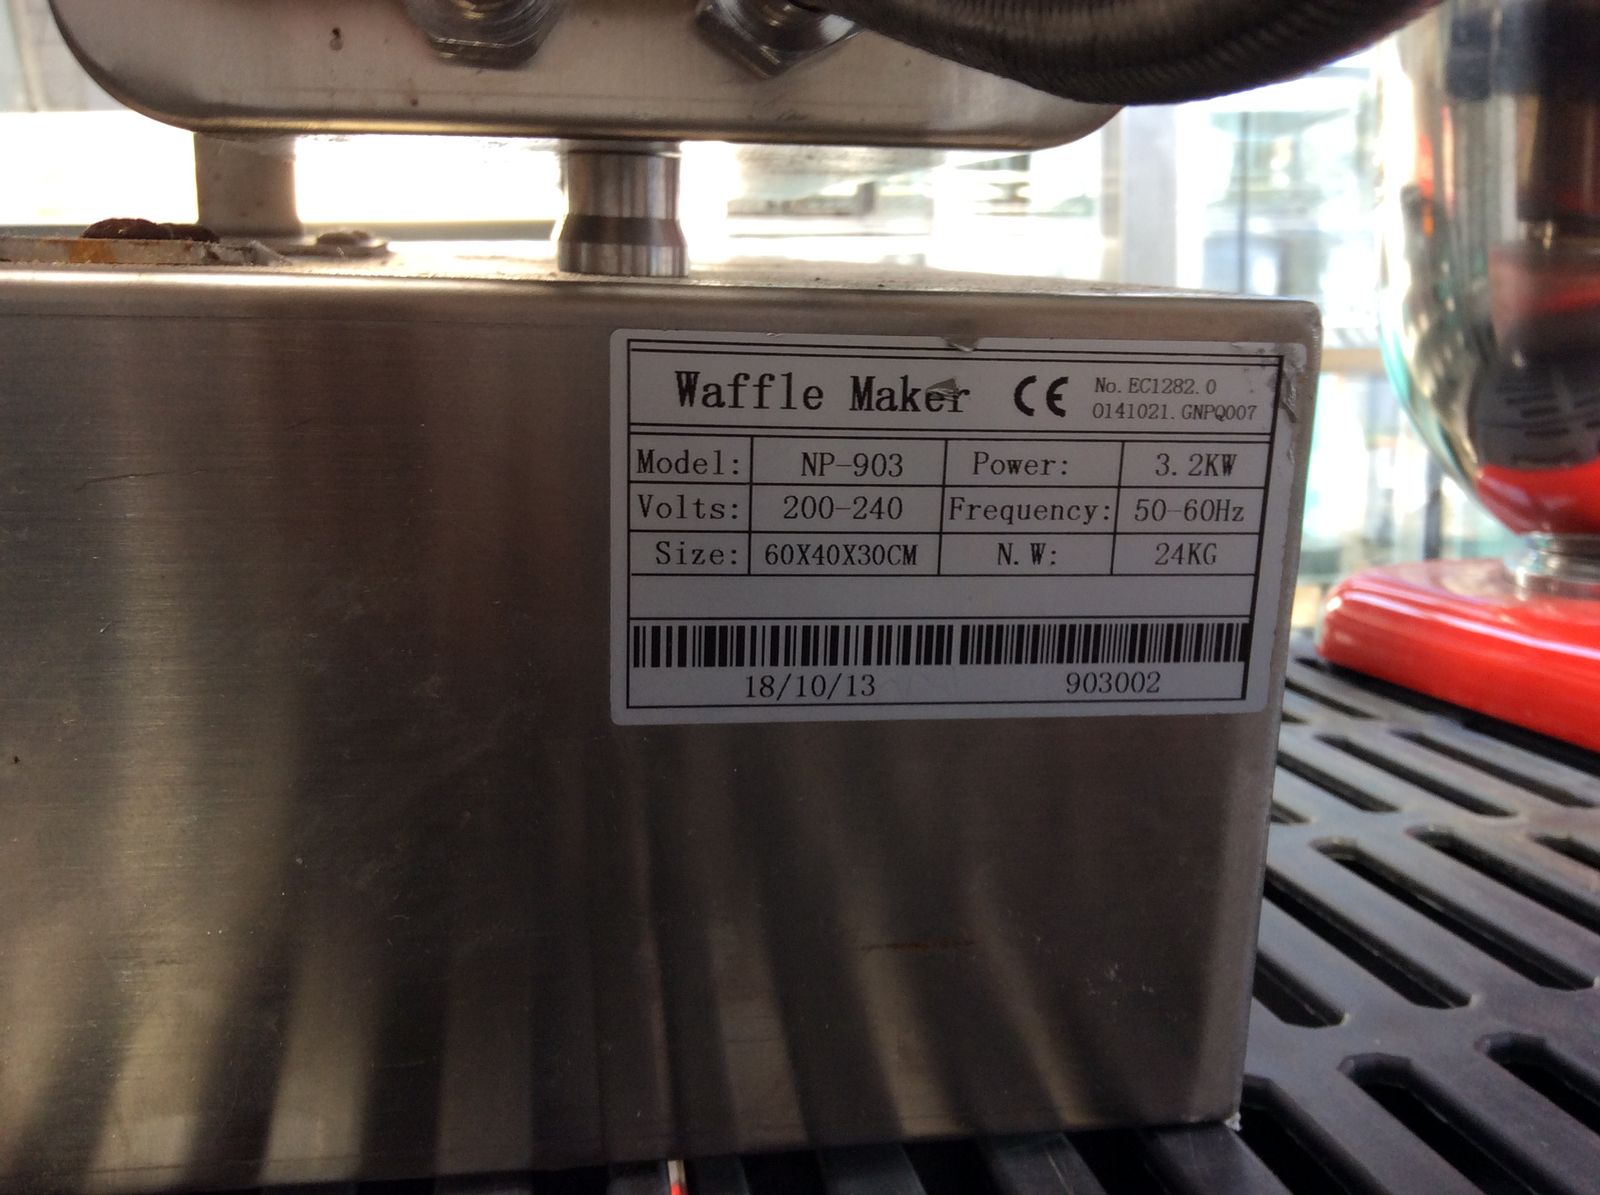 Waffle Maker CE No. EC1282.0
0141021.GNPQ007
Model: NP-903 Power: 3.2KW
Volts: 200-240 Frequency: 50-60Hz
Size: 60X40X30CM N.W: 24KG
18/10/13 903002